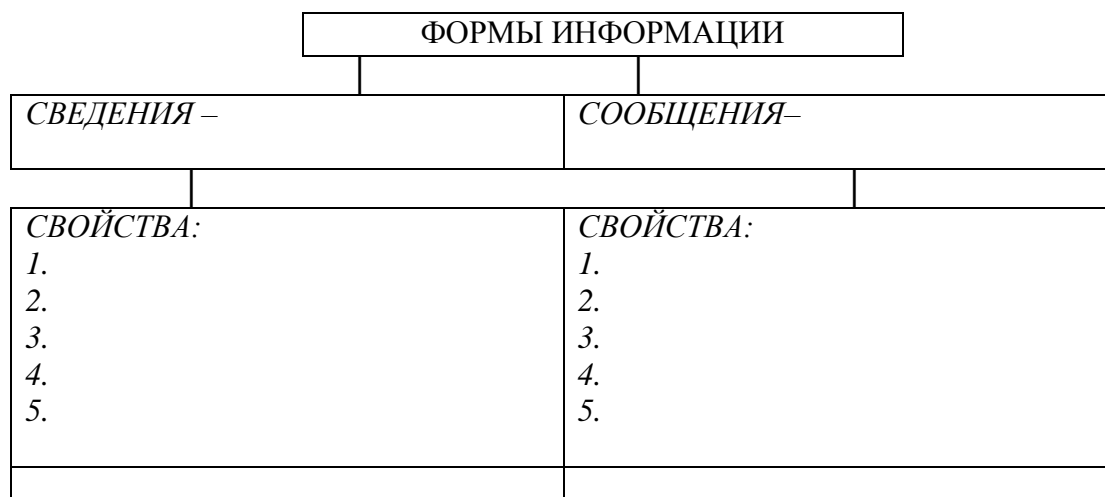 ФОРМЫ ИНФОРМАЦИИ
СВЕДЕНИЯ –
СООБЩЕНИЯ–
СВОЙСТВА:
1.
2.
3.
4.
5.
СВОЙСТВА:
1.
2.
3.
4.
5.